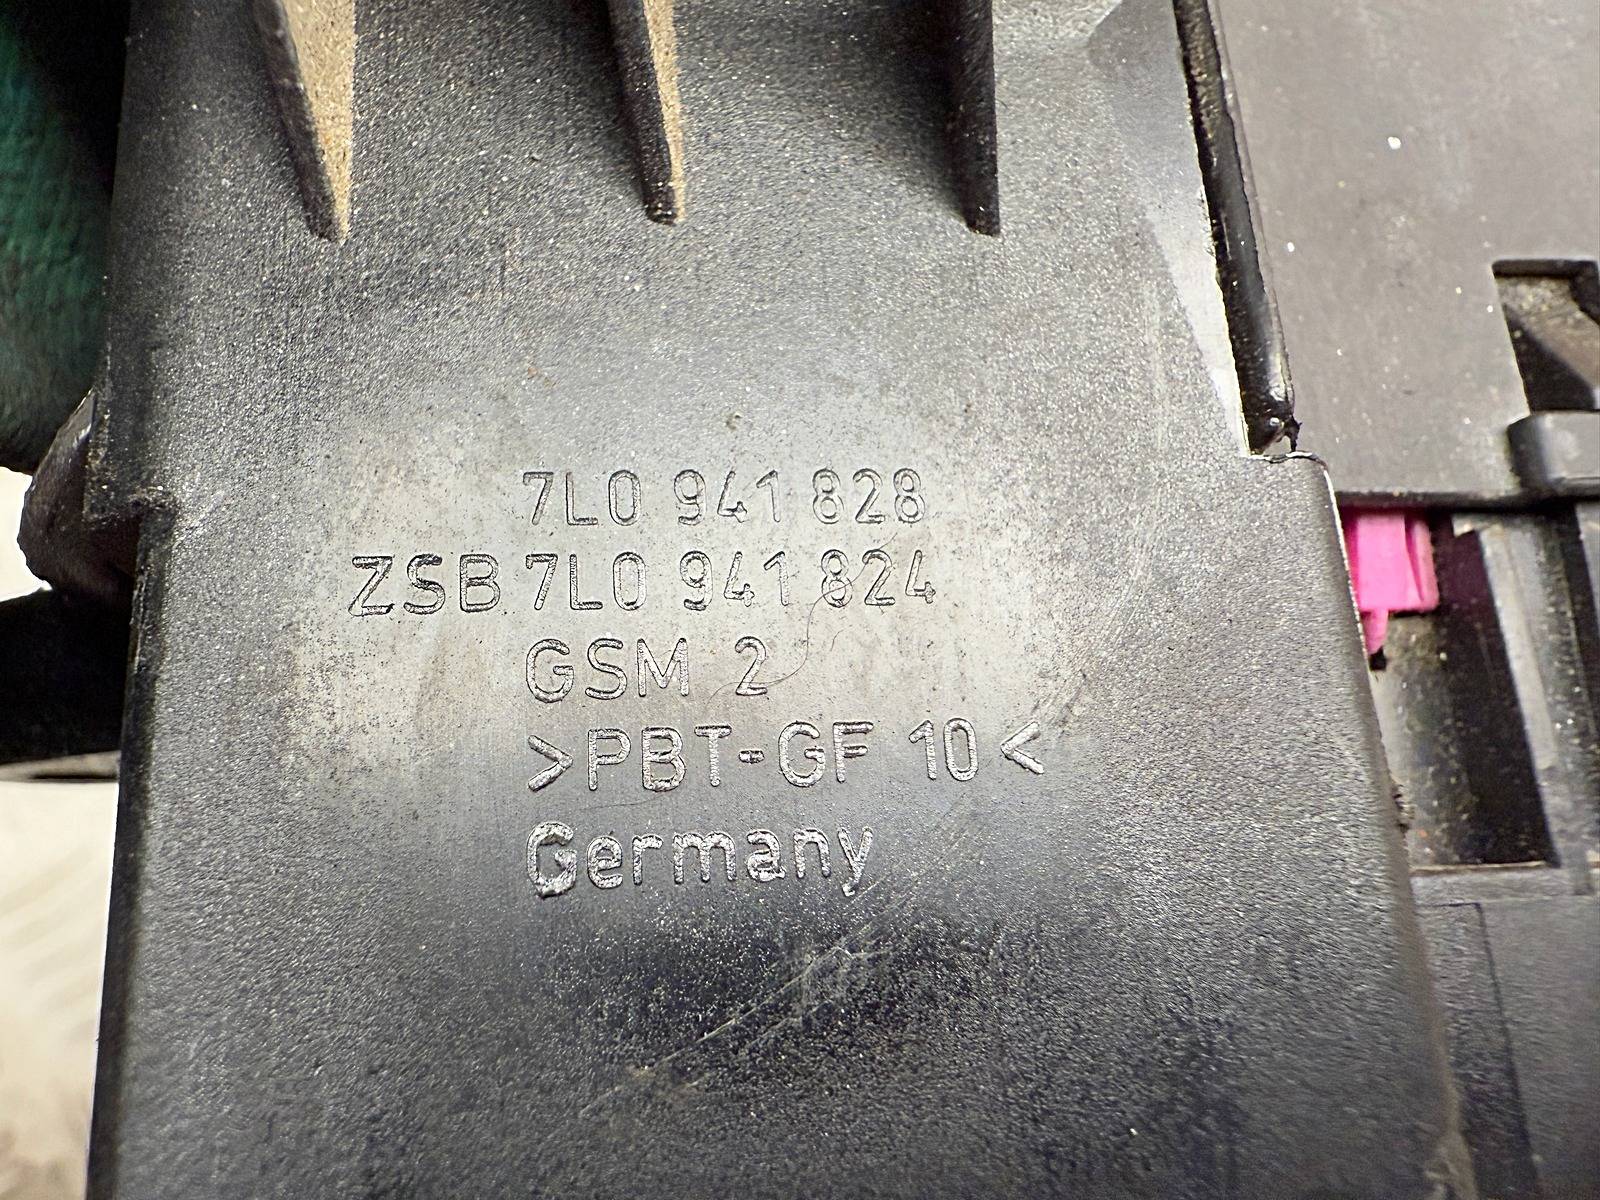 7L0 941 828
ZSB 7L0 941 824
GSM 2
>PBT-GF 10<
Germany